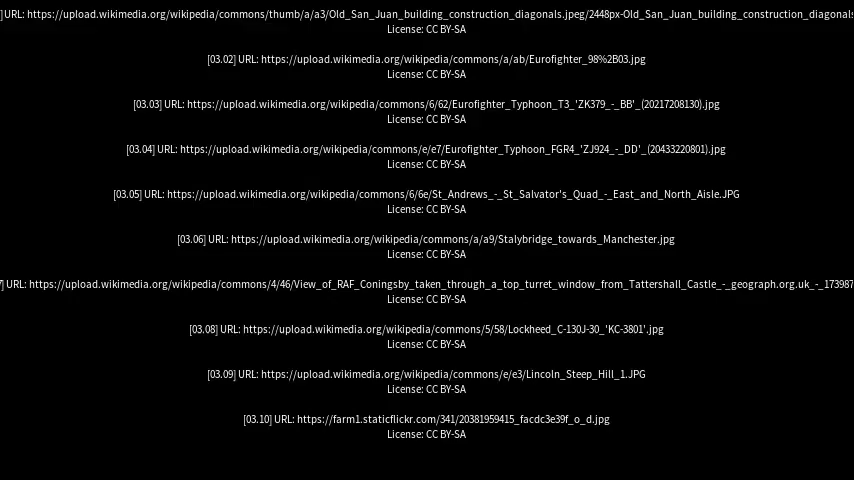 ]URL: https://upload.wikimedia.org/wikipedia/commons/thumb/a/a3/Old_San_Juan_building_construction_diagonals.jpeg/2448px-Old_San_Juan_building_construction_diagonals
License: CC BY-SA
[03.02] URL: https://upload.wikimedia.org/wikipedia/commons/a/ab/Eurofighter_98%2B03.jpg
License: CC BY-SA
[03.03] URL: https://upload.wikimedia.org/wikipedia/commons/6/62/Eurofighter_Typhoon_T3_'ZK379_-_BB'_(20217208130).jpg
License: CC BY-SA
[03.04] URL: https://upload.wikimedia.org/wikipedia/commons/e/e7/Eurofighter_Typhoon_FGR4_'ZJ924_-_DD'_(20433220801).jpg
License: CC BY-SA
[03.05] URL: https://upload.wikimedia.org/wikipedia/commons/6/6e/St_Andrews_-_St_Salvator's_Quad_-_East_and_North_Aisle.JPG
License: CC BY-SA
[03.06] URL: https://upload.wikimedia.org/wikipedia/commons/a/a9/Stalybridge_towards_Manchester.jpg
License: CC BY-SA
] URL: https://upload.wikimedia.org/wikipedia/commons/4/46/View_of_RAF_Coningsby_taken_through_a_top_turret_window_from_Tattershall_Castle_-_geograph.org.uk_-_173987
License: CC BY-SA
[03.08] URL: https://upload.wikimedia.org/wikipedia/commons/5/58/Lockheed_C-130J-30_'KC-3801'.jpg
License: CC BY-SA
[03.09] URL: https://upload.wikimedia.org/wikipedia/commons/e/e3/Lincoln_Steep_Hill_1.JPG
License: CC BY-SA
[03.10] URL: https://farm1.staticflickr.com/341/20381959415_facdc3e39f_o_d.jpg
License: CC BY-SA